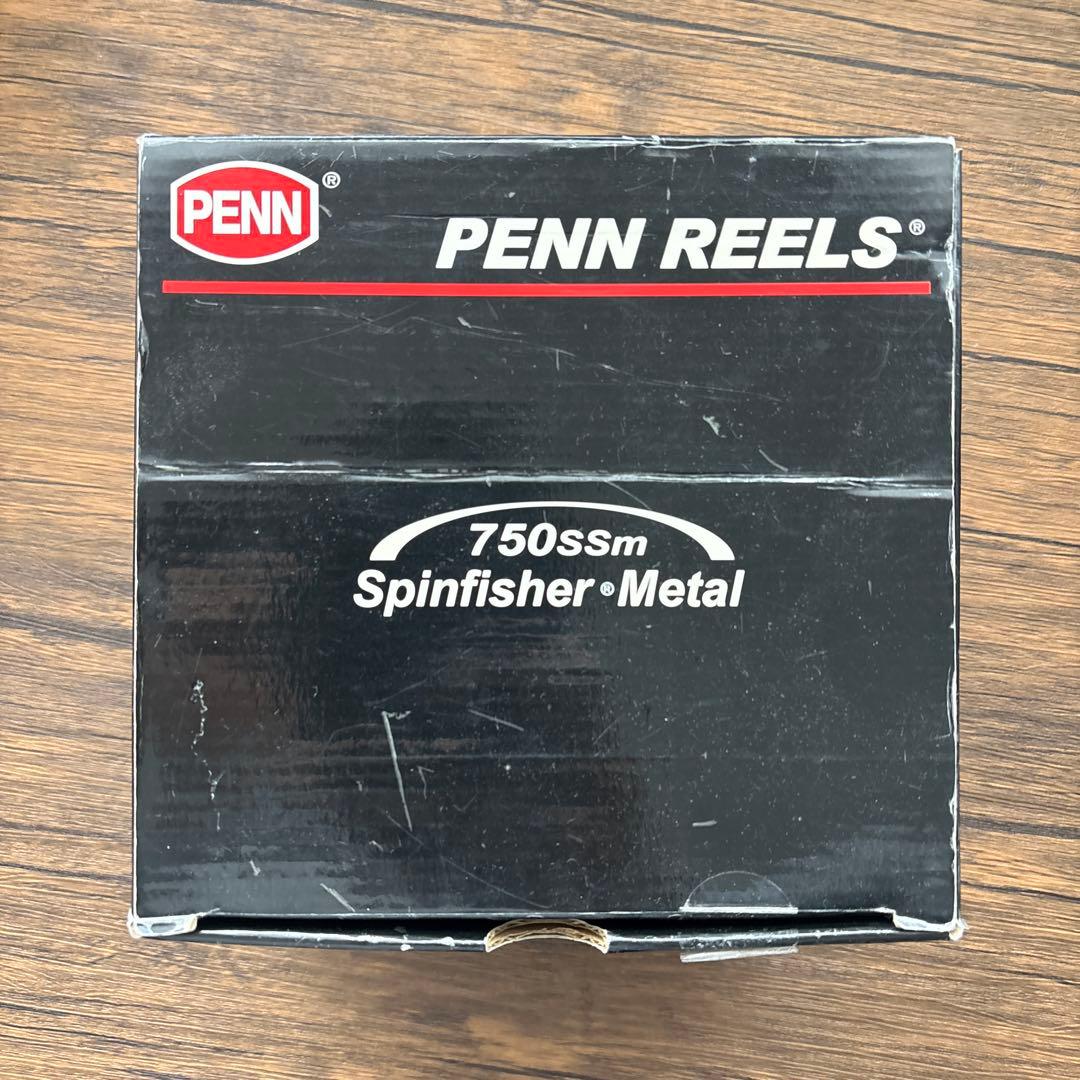 PENN®
PENN REELS®
750ssm
Spinfisher® Metal